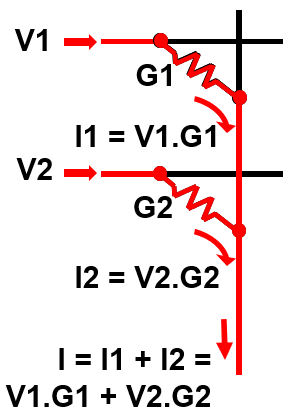 V1
G1
I1 = V1.G1
V2
G2
I2 = V2.G2
I = I1 + I2 =
V1.G1 + V2.G2